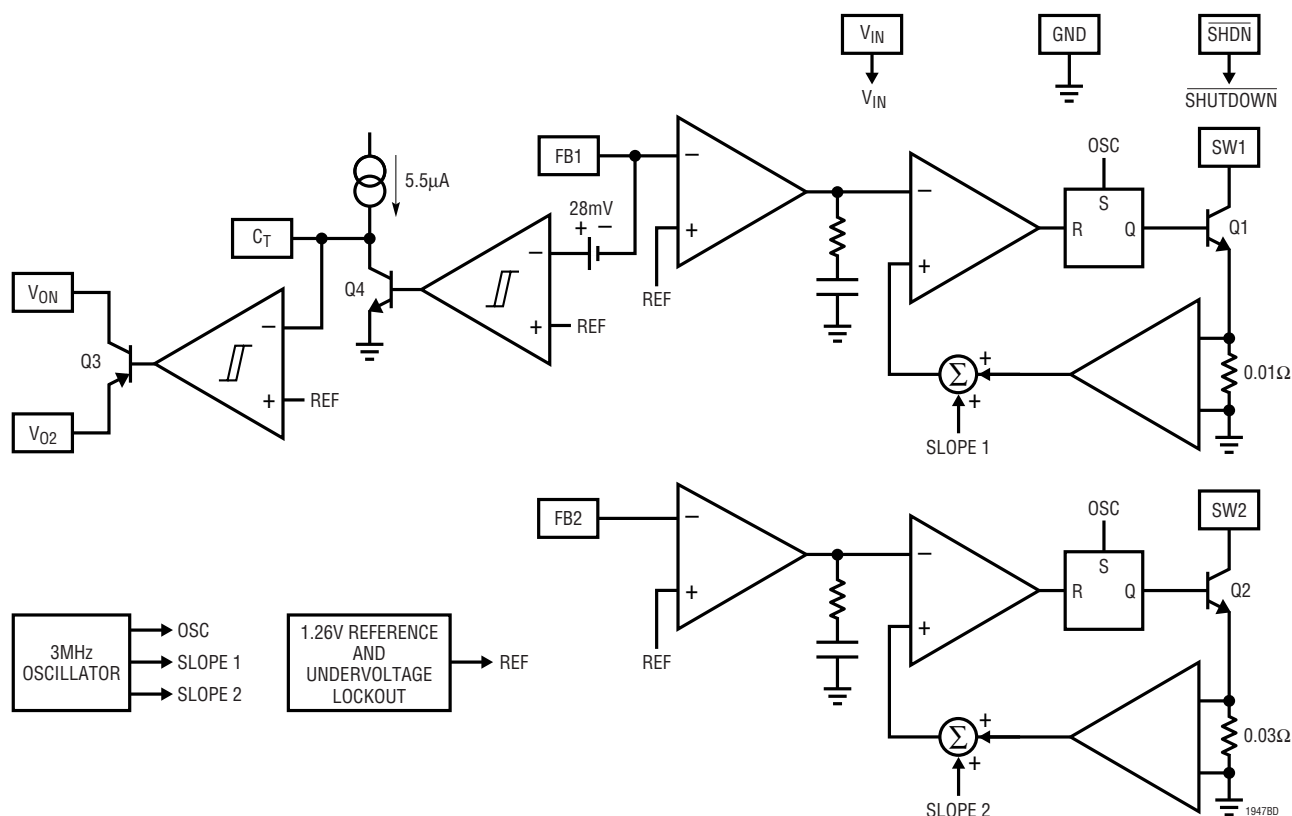 V_IN
GND
SHDN
V_IN
SHUTDOWN
FB1
−
+
REF
28mV
+ −
−
+
REF
5.5µA
C_T
Q4
V_ON
Q3
V_O2
−
+
REF
−
+
OSC
S
R
Q
SW1
Q1
0.01Ω
Σ
+
+
SLOPE 1
FB2
−
+
REF
−
+
OSC
S
R
Q
SW2
Q2
0.03Ω
Σ
+
+
SLOPE 2
3MHz
OSCILLATOR
OSC
SLOPE 1
SLOPE 2
1.26V REFERENCE
AND
UNDERVOLTAGE
LOCKOUT
REF
1947BD